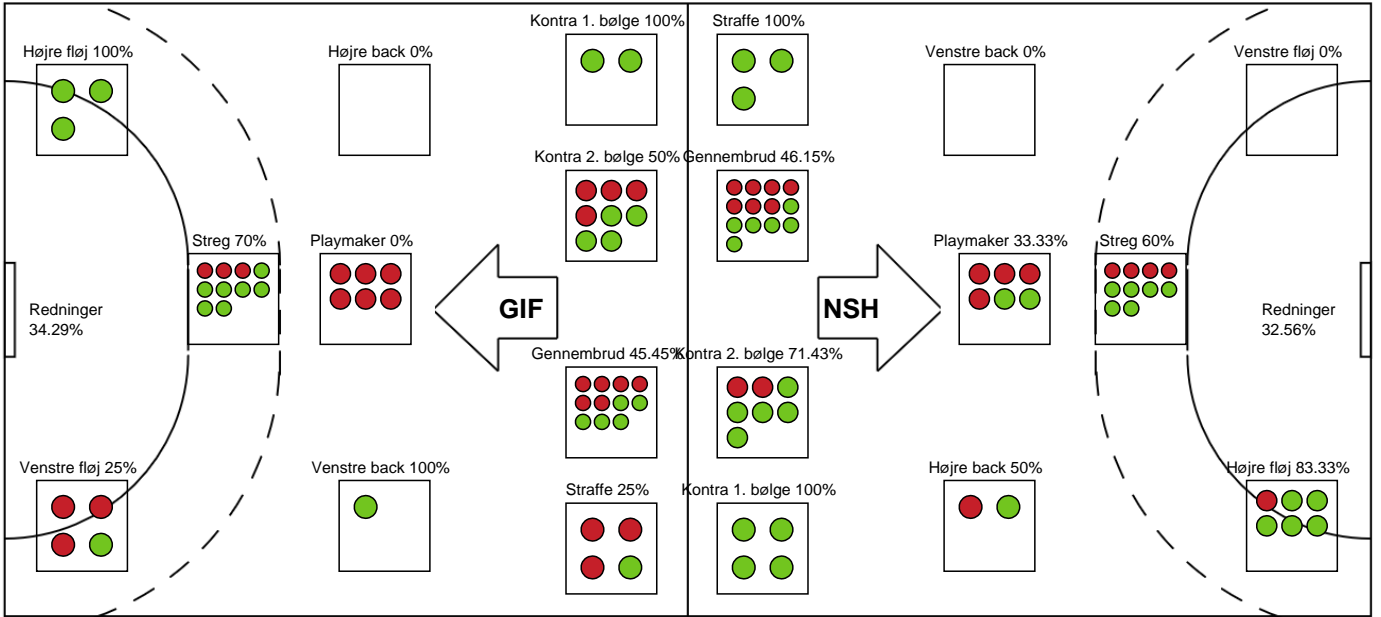 Kontra 1. bølge 100%
Straffe 100%
Højre fløj 100%
Højre back 0%
Venstre back 0%
Venstre fløj 0%
Kontra 2. bølge 50%
Gennembrud 46.15%
Streg 70%
Playmaker 0%
Playmaker 33.33%
Streg 60%
Redninger
34.29%
GIF
NSH
Redninger
32.56%
Gennembrud 45.45%
Kontra 2. bølge 71.43%
Venstre fløj 25%
Venstre back 100%
Højre back 50%
Højre fløj 83.33%
Straffe 25%
Kontra 1. bølge 100%